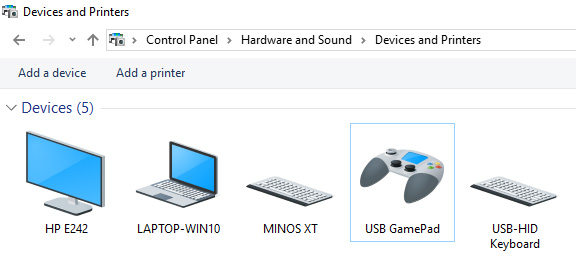 Devices and Printers
Control Panel > Hardware and Sound > Devices and Printers
Add a device Add a printer
Devices (5)
HP E242 LAPTOP-WIN10 MINOS XT USB GamePad USB-HID
Keyboard